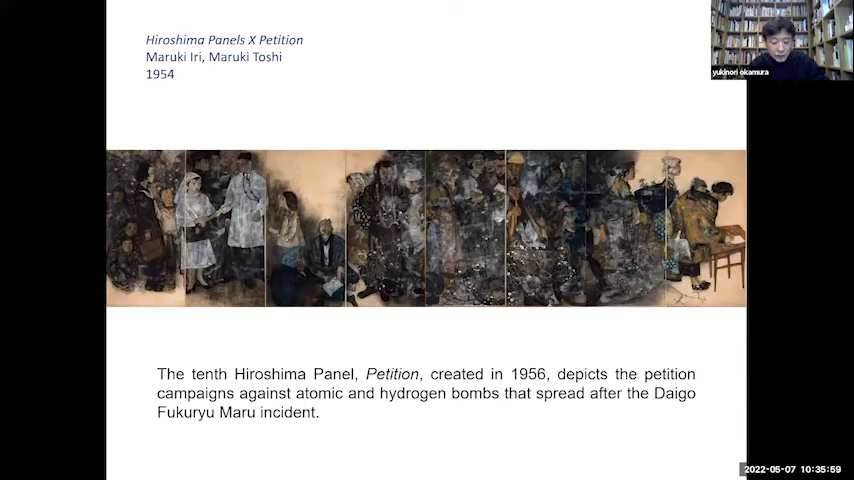 Hiroshima Panels X Petition
Maruki Iri, Maruki Toshi
1954
yukinori okamura
The tenth Hiroshima Panel, Petition, created in 1956, depicts the petition
campaigns against atomic and hydrogen bombs that spread after the Daigo
Fukuryu Maru incident.
2022-05-07 10:35:59